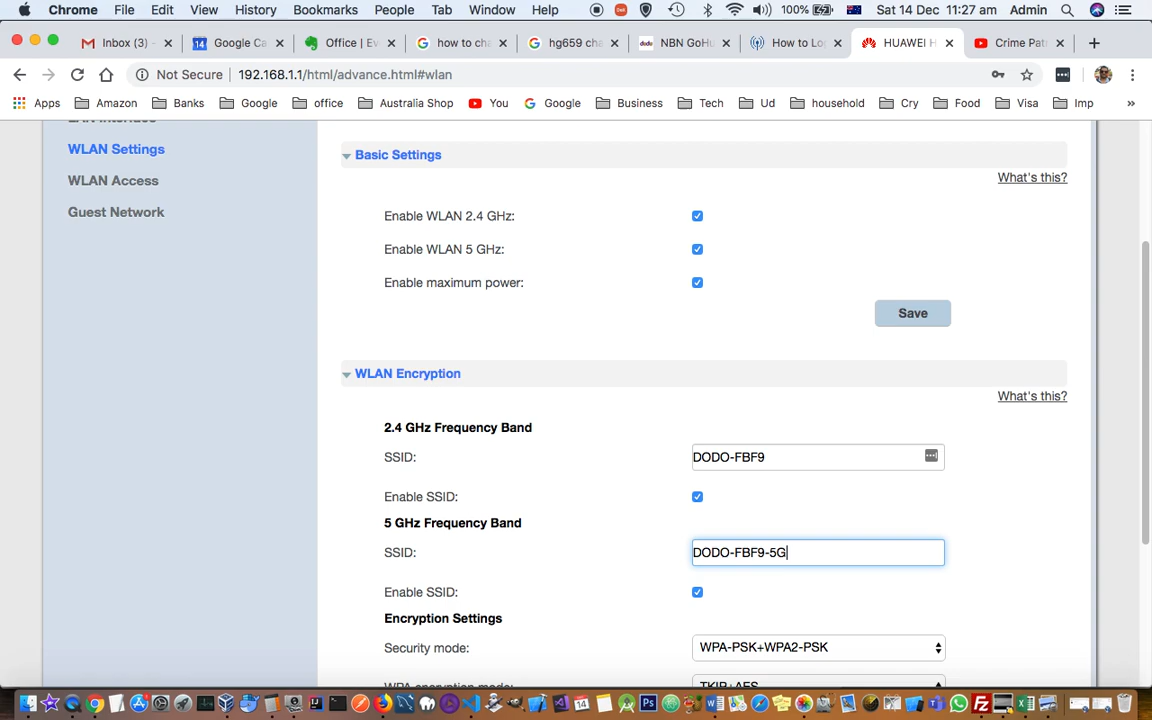 Chrome File Edit View History Bookmarks People Tab Window Help 100% Sat 14 Dec 11:27 am Admin
Inbox (3) Google Ca Office | Ev how to cha hg659 cha NBN GoHu How to Lo HUAWEI H Crime Patr
Not Secure 192.168.1.1/html/advance.html#wlan
Apps Amazon Banks Google office Australia Shop You Google Business Tech Ud household Cry Food Visa Imp »
LAN Interface
WLAN Settings
WLAN Access
Guest Network
Basic Settings
What's this?
Enable WLAN 2.4 GHz:
Enable WLAN 5 GHz:
Enable maximum power:
Save
WLAN Encryption
What's this?
2.4 GHz Frequency Band
SSID: DODO-FBF9
Enable SSID:
5 GHz Frequency Band
SSID: DODO-FBF9-5G
Enable SSID:
Encryption Settings
Security mode: WPA-PSK+WPA2-PSK
WPA encryption mode: TKIP+AES